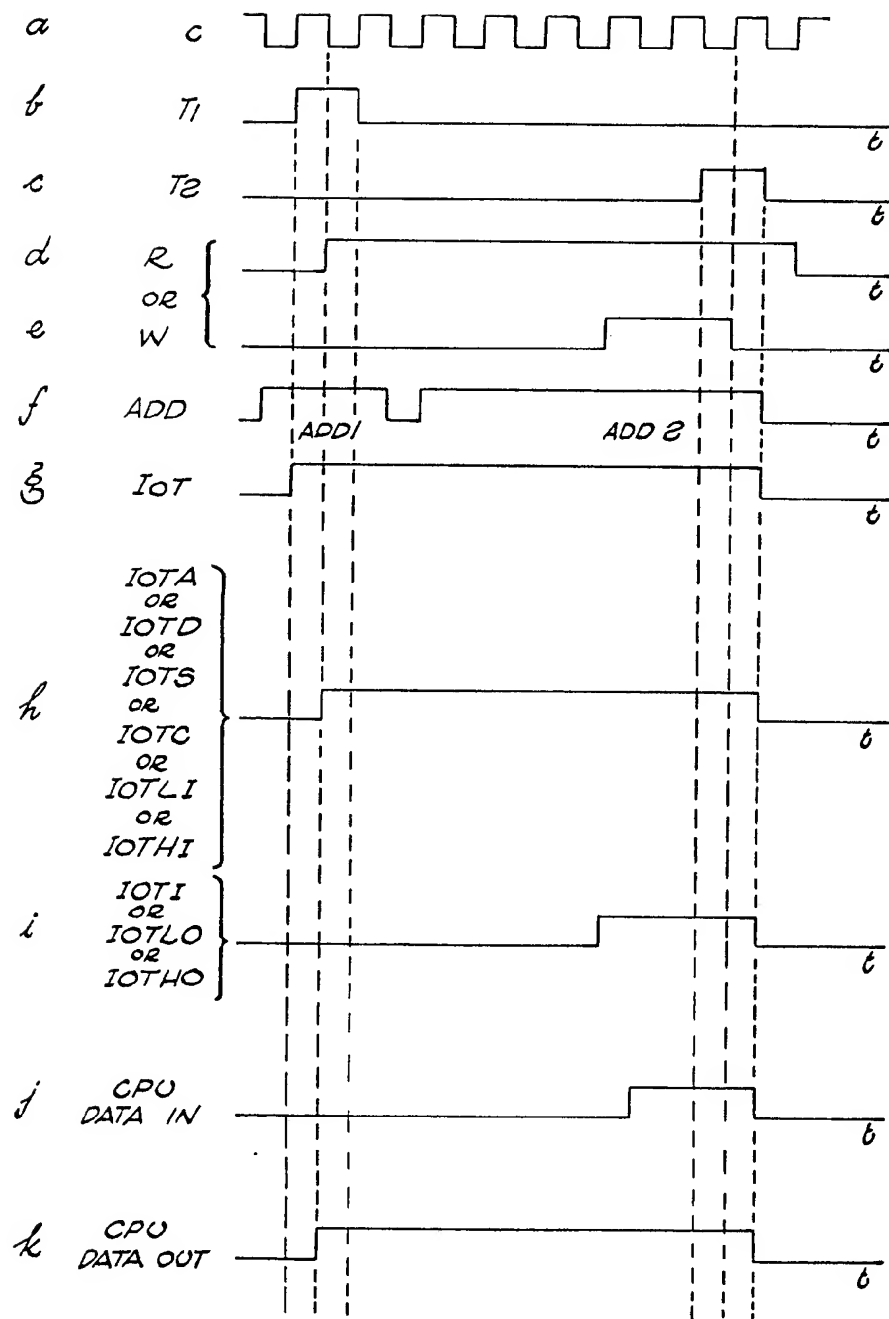 a C
b T1 t
c T2 t
d R t
OR
e W t
f ADD ADD1 ADD 2 t
g IOT t
IOTA
OR
IOTD
OR
IOTS
h OR t
IOTC
OR
IOTLI
OR
IOTHI
IOTI
OR
i IOTLO t
OR
IOTHO
j CPU
DATA IN t
k CPU
DATA OUT t